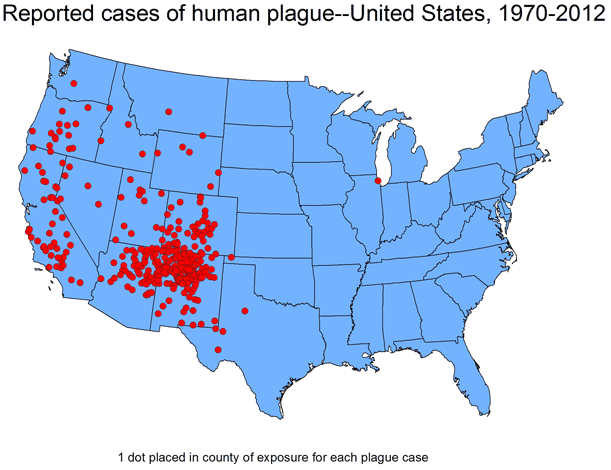 Reported cases of human plague--United States, 1970-2012
1 dot placed in county of exposure for each plague case